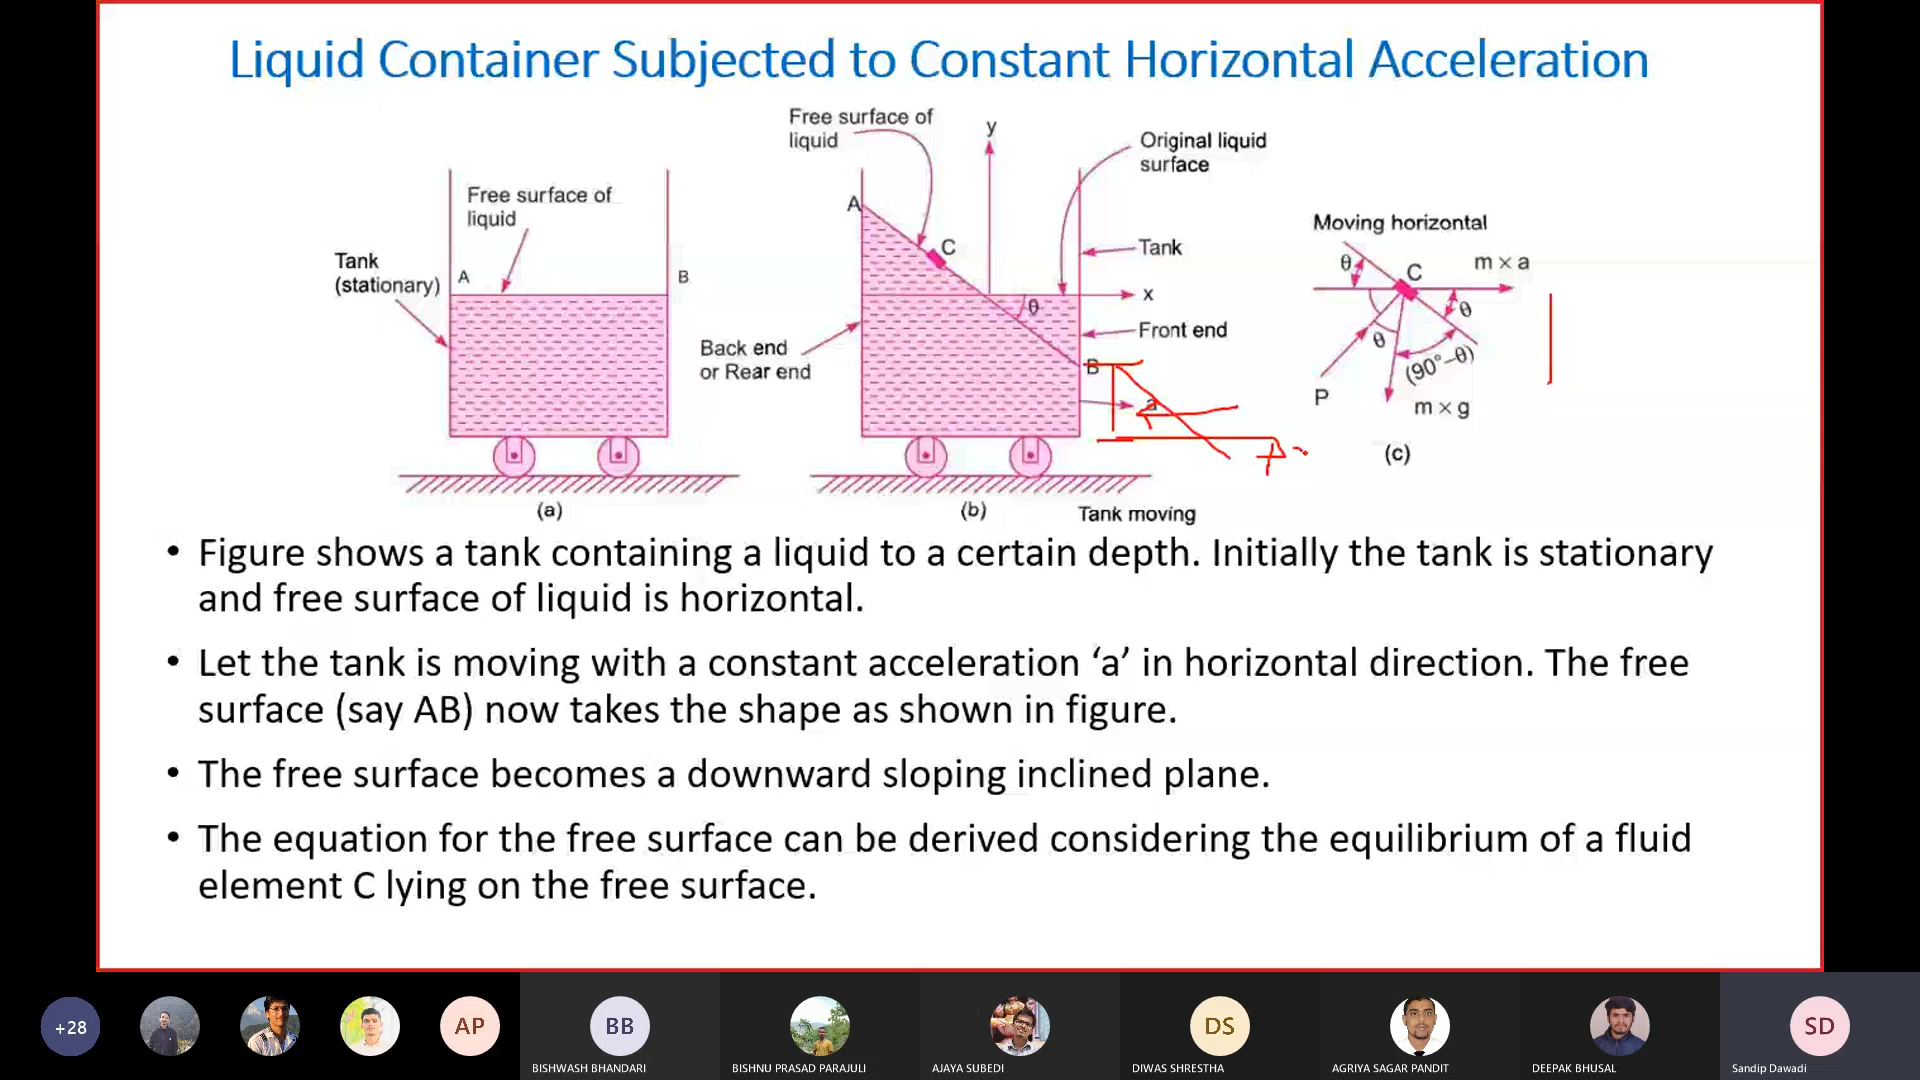 Liquid Container Subjected to Constant Horizontal Acceleration
Free surface of
liquid
y
Original liquid
surface
Free surface of
liquid
Tank
(stationary)
A
B
A
C
Tank
x
θ
Front end
Back end
or Rear end
B
a
Moving horizontal
θ
C
m × a
θ
θ
(90°–θ)
P
m × g
(a)
(b)
(c)
Tank moving
• Figure shows a tank containing a liquid to a certain depth. Initially the tank is stationary
and free surface of liquid is horizontal.
• Let the tank is moving with a constant acceleration ‘a’ in horizontal direction. The free
surface (say AB) now takes the shape as shown in figure.
• The free surface becomes a downward sloping inclined plane.
• The equation for the free surface can be derived considering the equilibrium of a fluid
element C lying on the free surface.
+28
AP
BB
DS
SD
BISHWASH BHANDARI
BISHNU PRASAD PARAJULI
AJAYA SUBEDI
DIWAS SHRESTHA
AGRIYA SAGAR PANDIT
DEEPAK BHUSAL
Sandip Dawadi